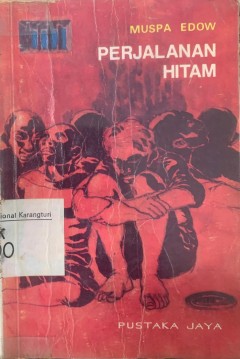 MUSPA EDOW
PERJALANAN
HITAM
ional Karangturi
k
00
PUSTAKA JAYA